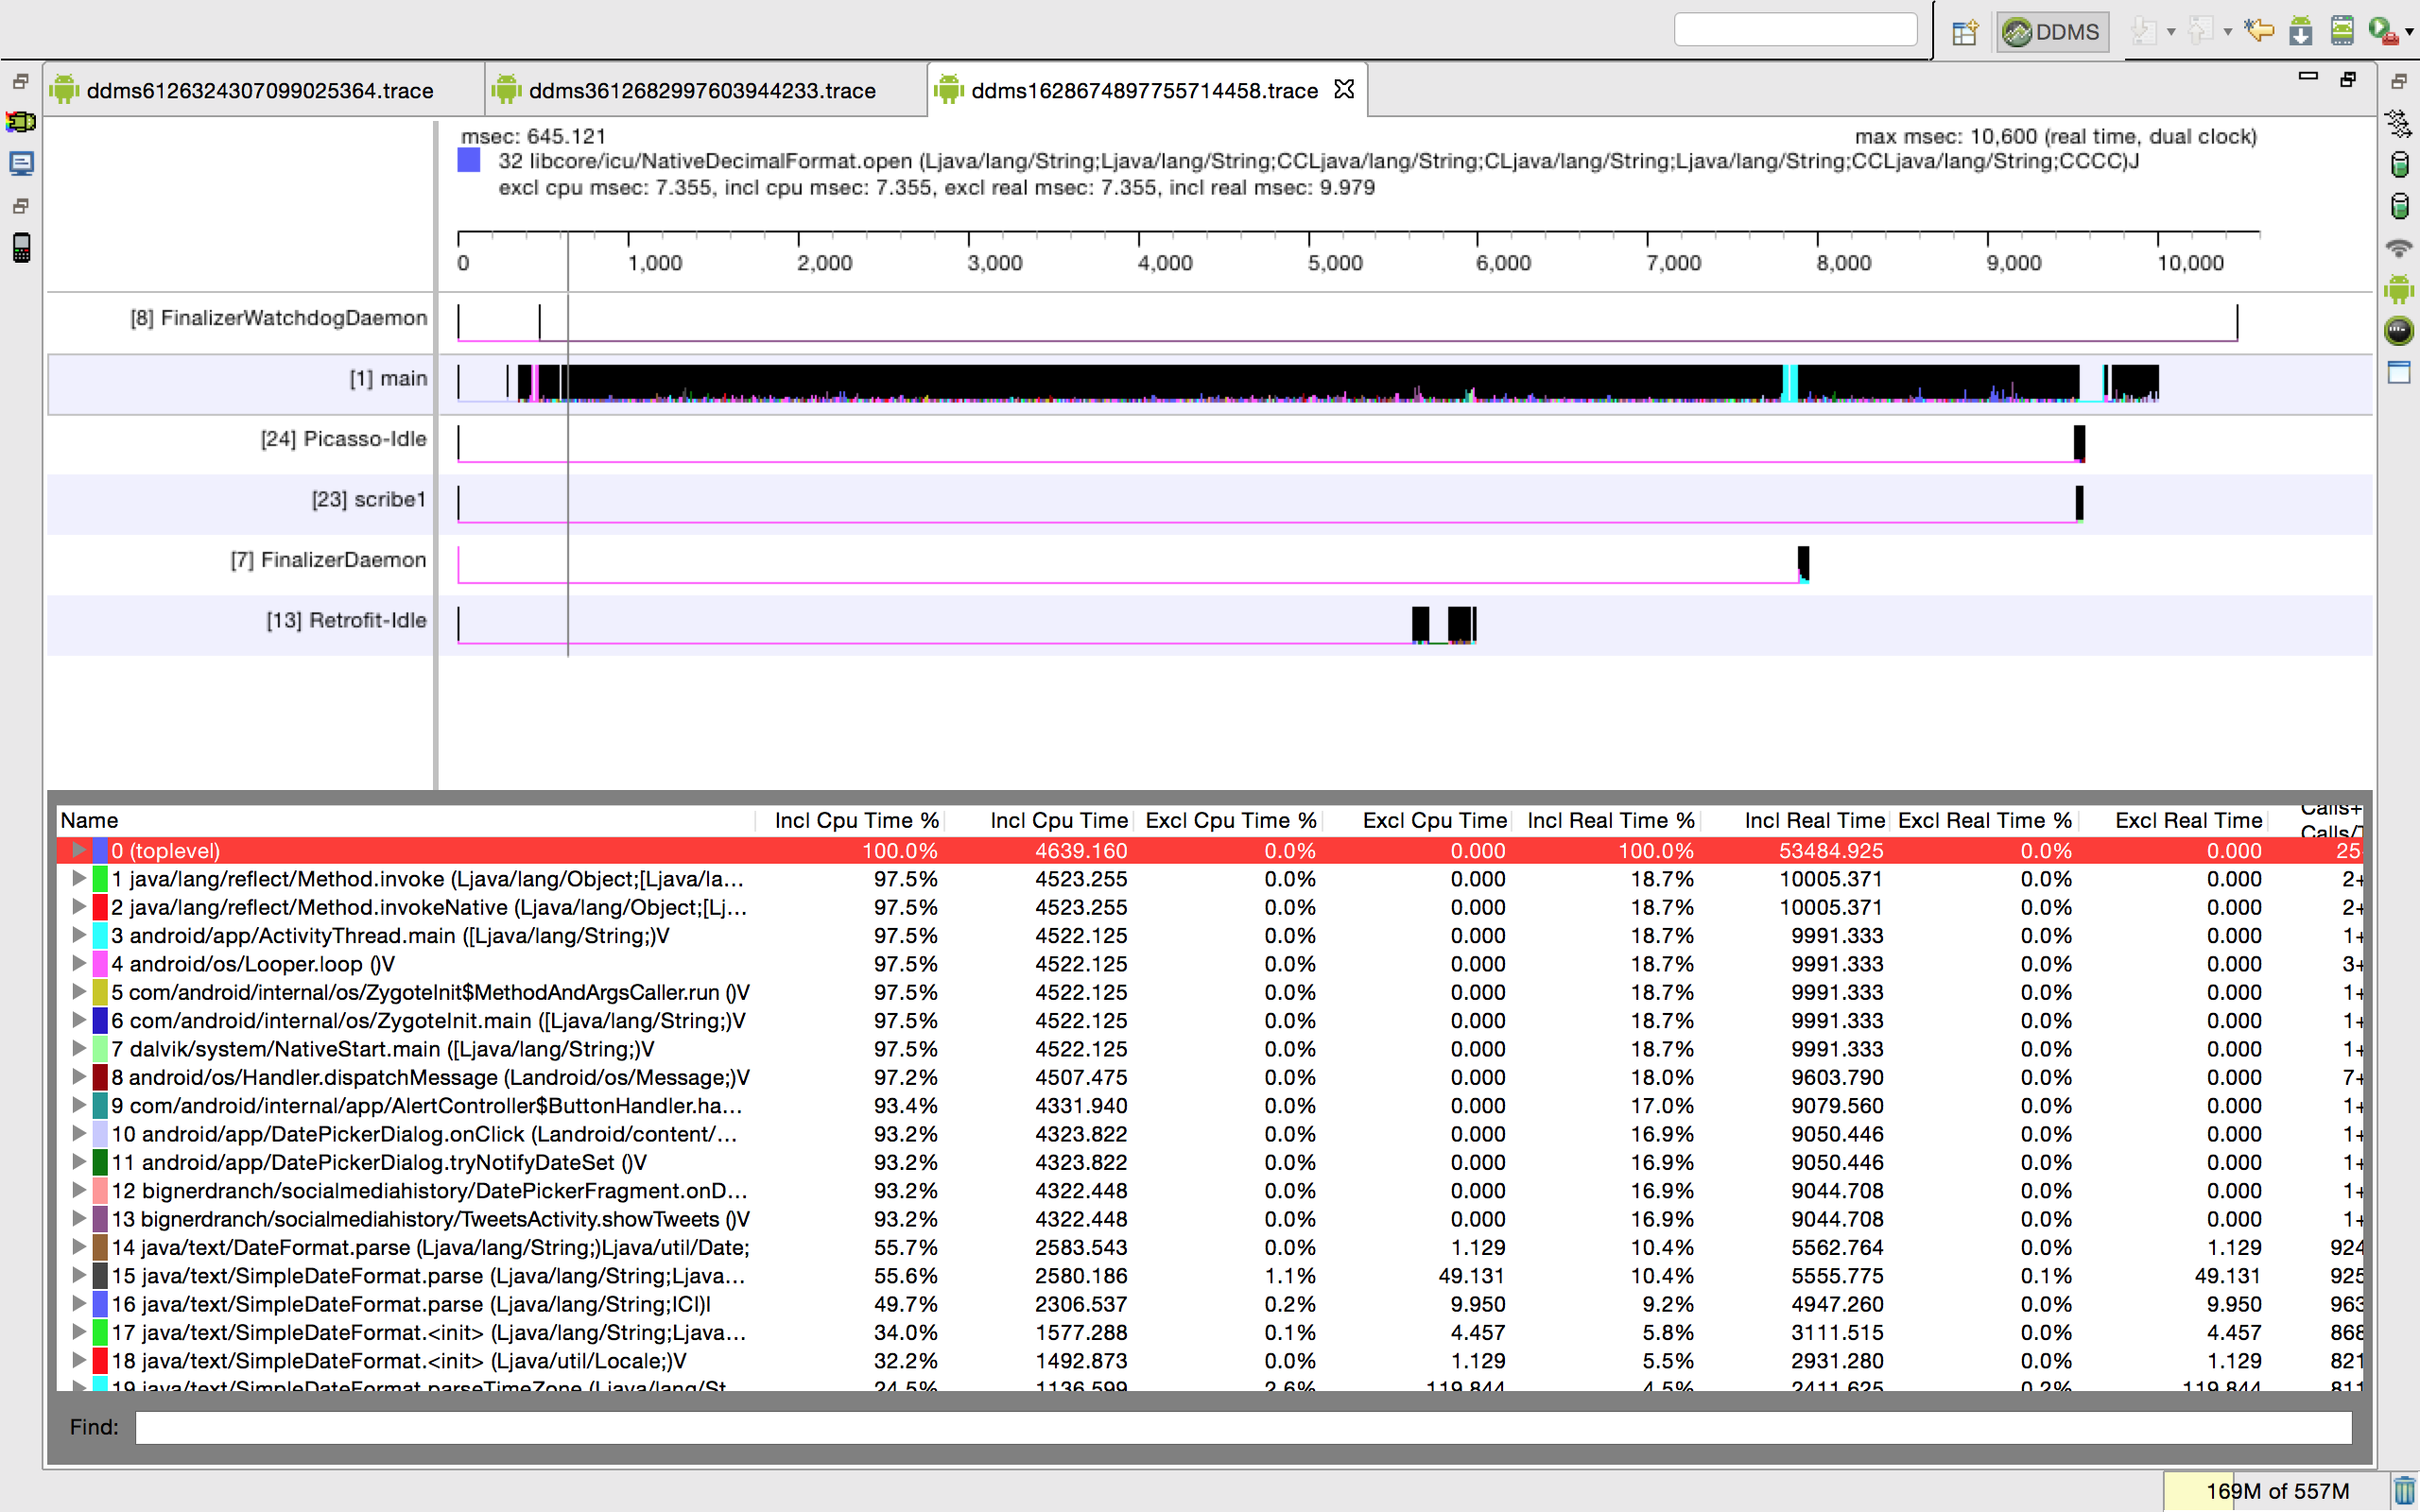 DDMS
ddms6126324307099025364.trace
ddms3612682997603944233.trace
ddms1628674897755714458.trace
msec: 645.121
max msec: 10,600 (real time, dual clock)
32 libcore/icu/NativeDecimalFormat.open (Ljava/lang/String;Ljava/lang/String;CCLjava/lang/String;CLjava/lang/String;Ljava/lang/String;CCLjava/lang/String;CCCC)J
excl cpu msec: 7.355, incl cpu msec: 7.355, excl real msec: 7.355, incl real msec: 9.979
0 1,000 2,000 3,000 4,000 5,000 6,000 7,000 8,000 9,000 10,000
[8] FinalizerWatchdogDaemon
[1] main
[24] Picasso-Idle
[23] scribe1
[7] FinalizerDaemon
[13] Retrofit-Idle
Name Incl Cpu Time % Incl Cpu Time Excl Cpu Time % Excl Cpu Time Incl Real Time % Incl Real Time Excl Real Time % Excl Real Time Calls+
Calls/
0 (toplevel) 100.0% 4639.160 0.0% 0.000 100.0% 53484.925 0.0% 0.000 25
1 java/lang/reflect/Method.invoke (Ljava/lang/Object;[Ljava/la... 97.5% 4523.255 0.0% 0.000 18.7% 10005.371 0.0% 0.000 2+
2 java/lang/reflect/Method.invokeNative (Ljava/lang/Object;[Lj... 97.5% 4523.255 0.0% 0.000 18.7% 10005.371 0.0% 0.000 2+
3 android/app/ActivityThread.main ([Ljava/lang/String;)V 97.5% 4522.125 0.0% 0.000 18.7% 9991.333 0.0% 0.000 1+
4 android/os/Looper.loop ()V 97.5% 4522.125 0.0% 0.000 18.7% 9991.333 0.0% 0.000 3+
5 com/android/internal/os/ZygoteInit$MethodAndArgsCaller.run ()V 97.5% 4522.125 0.0% 0.000 18.7% 9991.333 0.0% 0.000 1+
6 com/android/internal/os/ZygoteInit.main ([Ljava/lang/String;)V 97.5% 4522.125 0.0% 0.000 18.7% 9991.333 0.0% 0.000 1+
7 dalvik/system/NativeStart.main ([Ljava/lang/String;)V 97.5% 4522.125 0.0% 0.000 18.7% 9991.333 0.0% 0.000 1+
8 android/os/Handler.dispatchMessage (Landroid/os/Message;)V 97.2% 4507.475 0.0% 0.000 18.0% 9603.790 0.0% 0.000 7+
9 com/android/internal/app/AlertController$ButtonHandler.ha... 93.4% 4331.940 0.0% 0.000 17.0% 9079.560 0.0% 0.000 1+
10 android/app/DatePickerDialog.onClick (Landroid/content/... 93.2% 4323.822 0.0% 0.000 16.9% 9050.446 0.0% 0.000 1+
11 android/app/DatePickerDialog.tryNotifyDateSet ()V 93.2% 4323.822 0.0% 0.000 16.9% 9050.446 0.0% 0.000 1+
12 bignerdranch/socialmediahistory/DatePickerFragment.onD... 93.2% 4322.448 0.0% 0.000 16.9% 9044.708 0.0% 0.000 1+
13 bignerdranch/socialmediahistory/TweetsActivity.showTweets ()V 93.2% 4322.448 0.0% 0.000 16.9% 9044.708 0.0% 0.000 1+
14 java/text/DateFormat.parse (Ljava/lang/String;)Ljava/util/Date; 55.7% 2583.543 0.0% 1.129 10.4% 5562.764 0.0% 1.129 924
15 java/text/SimpleDateFormat.parse (Ljava/lang/String;Ljava... 55.6% 2580.186 1.1% 49.131 10.4% 5555.775 0.1% 49.131 925
16 java/text/SimpleDateFormat.parse (Ljava/lang/String;ICI)I 49.7% 2306.537 0.2% 9.950 9.2% 4947.260 0.0% 9.950 963
17 java/text/SimpleDateFormat.<init> (Ljava/lang/String;Ljava... 34.0% 1577.288 0.1% 4.457 5.8% 3111.515 0.0% 4.457 868
18 java/text/SimpleDateFormat.<init> (Ljava/util/Locale;)V 32.2% 1492.873 0.0% 1.129 5.5% 2931.280 0.0% 1.129 821
19 java/text/SimpleDateFormat.parseTimeZone (Ljava/lang/St... 24.5% 1136.599 2.6% 119.844 4.5% 2411.625 0.2% 119.844 811
Find:
169M of 557M